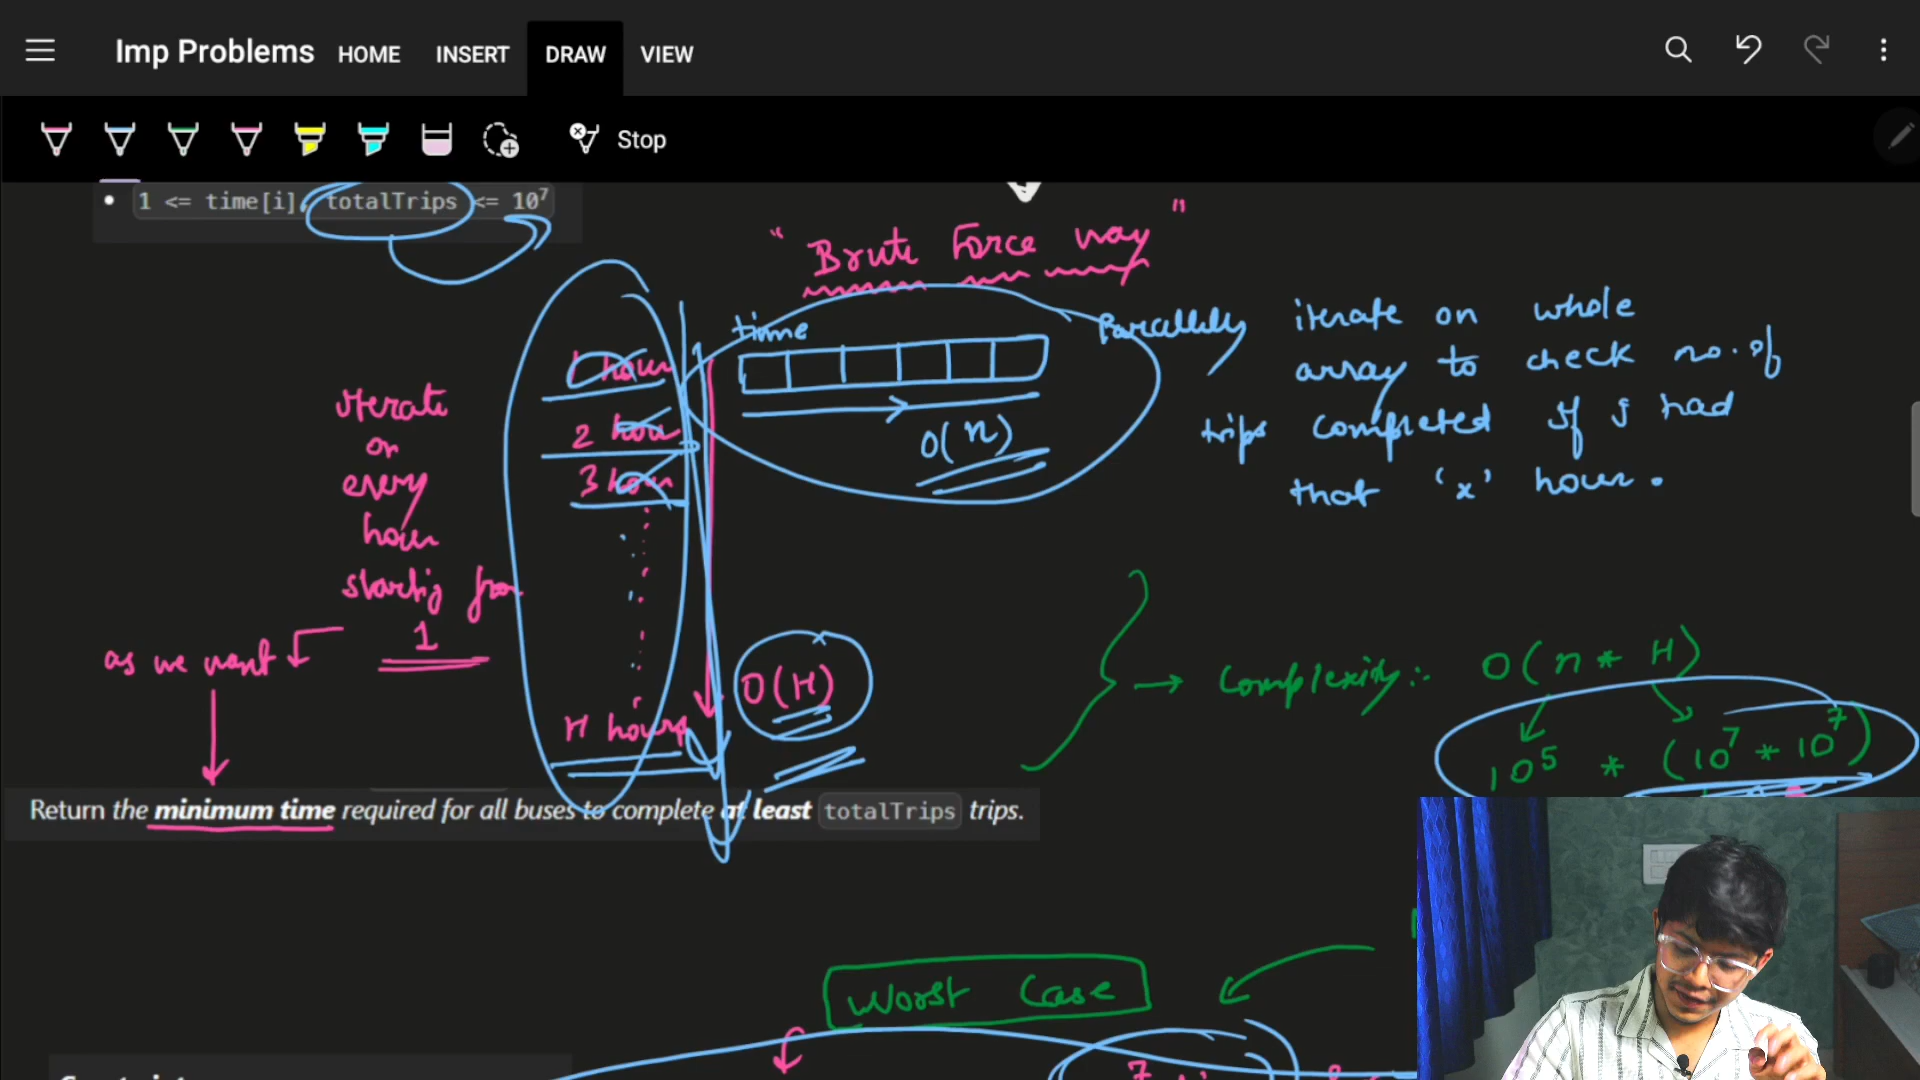 Imp Problems HOME INSERT DRAW VIEW
Stop
1 <= time[i], totalTrips <= 10⁷
" Brute Force way "
time
1 hour
2 hour
3 hour
H hours
O(n)
O(H)
iterate
on
every
hour
starting from
1
as we want
Parallely iterate on whole
array to check no. of
trips completed if I had
that 'x' hour.
Complexity :- O(n * H)
10⁵ * (10⁷ * 10⁷)
Return the minimum time required for all buses to complete at least totalTrips trips.
Worst Case
7